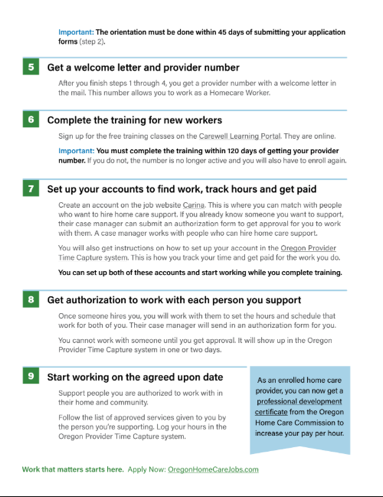 Important: The orientation must be done within 45 days of submitting your application
forms (step 2).
5 Get a welcome letter and provider number
After you finish steps 1 through 4, you get a provider number with a welcome letter in
the mail. This number allows you to work as a Homecare Worker.
6 Complete the training for new workers
Sign up for the free training classes on the Carewell Learning Portal. They are online.
Important: You must complete the training within 120 days of getting your provider
number. If you do not, the number is no longer active and you will also have to enroll again.
7 Set up your accounts to find work, track hours and get paid
Create an account on the job website Carina. This is where you can match with people
who want to hire home care support. If you already know someone you want to support,
their case manager can submit an authorization form to get approval for you to work
with them. A case manager works with people who can hire home care support.
You will also get instructions on how to set up your account in the Oregon Provider
Time Capture system. This is how you track your time and get paid for the work you do.
You can set up both of these accounts and start working while you complete training.
8 Get authorization to work with each person you support
Once someone hires you, you will work with them to set the hours and schedule that
work for both of you. Their case manager will send in an authorization form for you.
You cannot work with someone until you get approval. It will show up in the Oregon
Provider Time Capture system in one or two days.
9 Start working on the agreed upon date
Support people you are authorized to work with in
their home and community.
Follow the list of approved services given to you by
the person you're supporting. Log your hours in the
Oregon Provider Time Capture system.
As an enrolled home care
provider, you can now get a
professional development
certificate from the Oregon
Home Care Commission to
increase your pay per hour.
Work that matters starts here. Apply Now: OregonHomeCareJobs.com